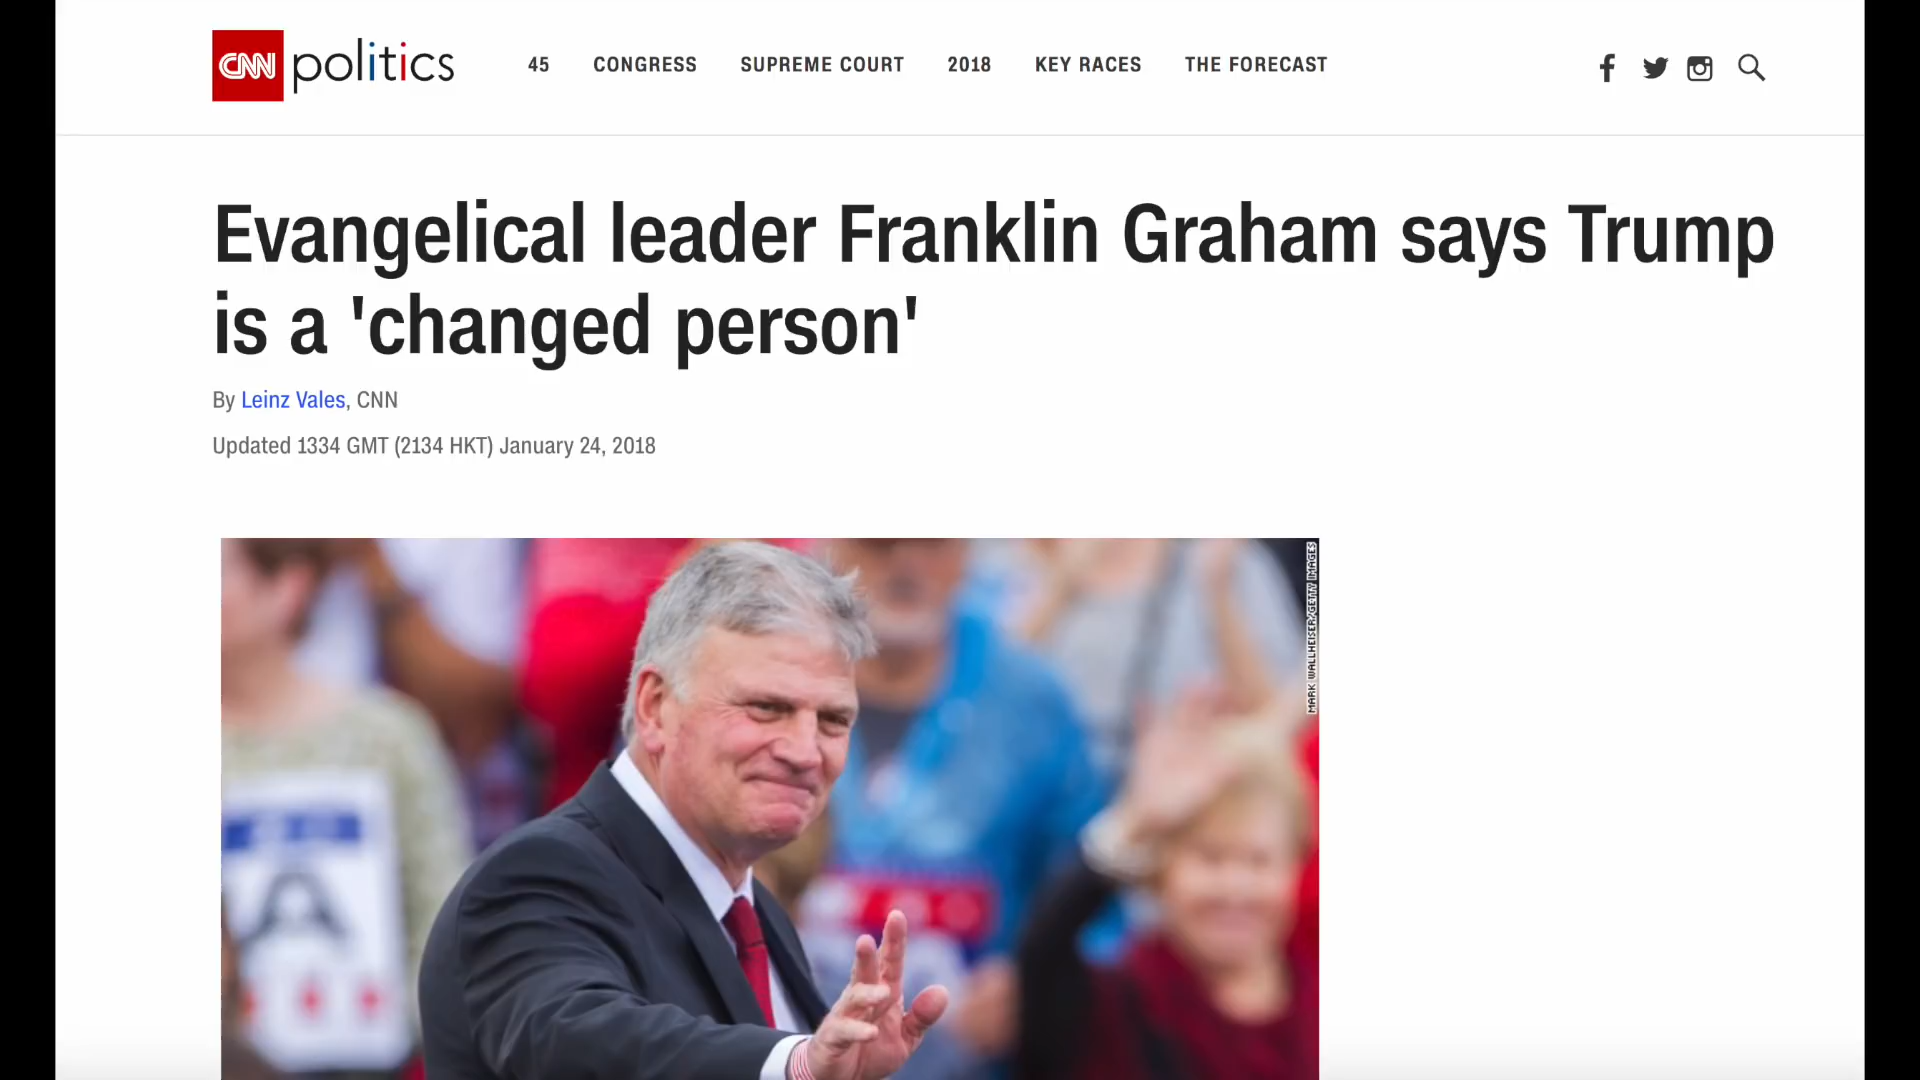 CNN politics 45 CONGRESS SUPREME COURT 2018 KEY RACES THE FORECAST
Evangelical leader Franklin Graham says Trump
is a 'changed person'
By Leinz Vales, CNN
Updated 1334 GMT (2134 HKT) January 24, 2018
MARK WALLHEISER/GETTY IMAGES
A